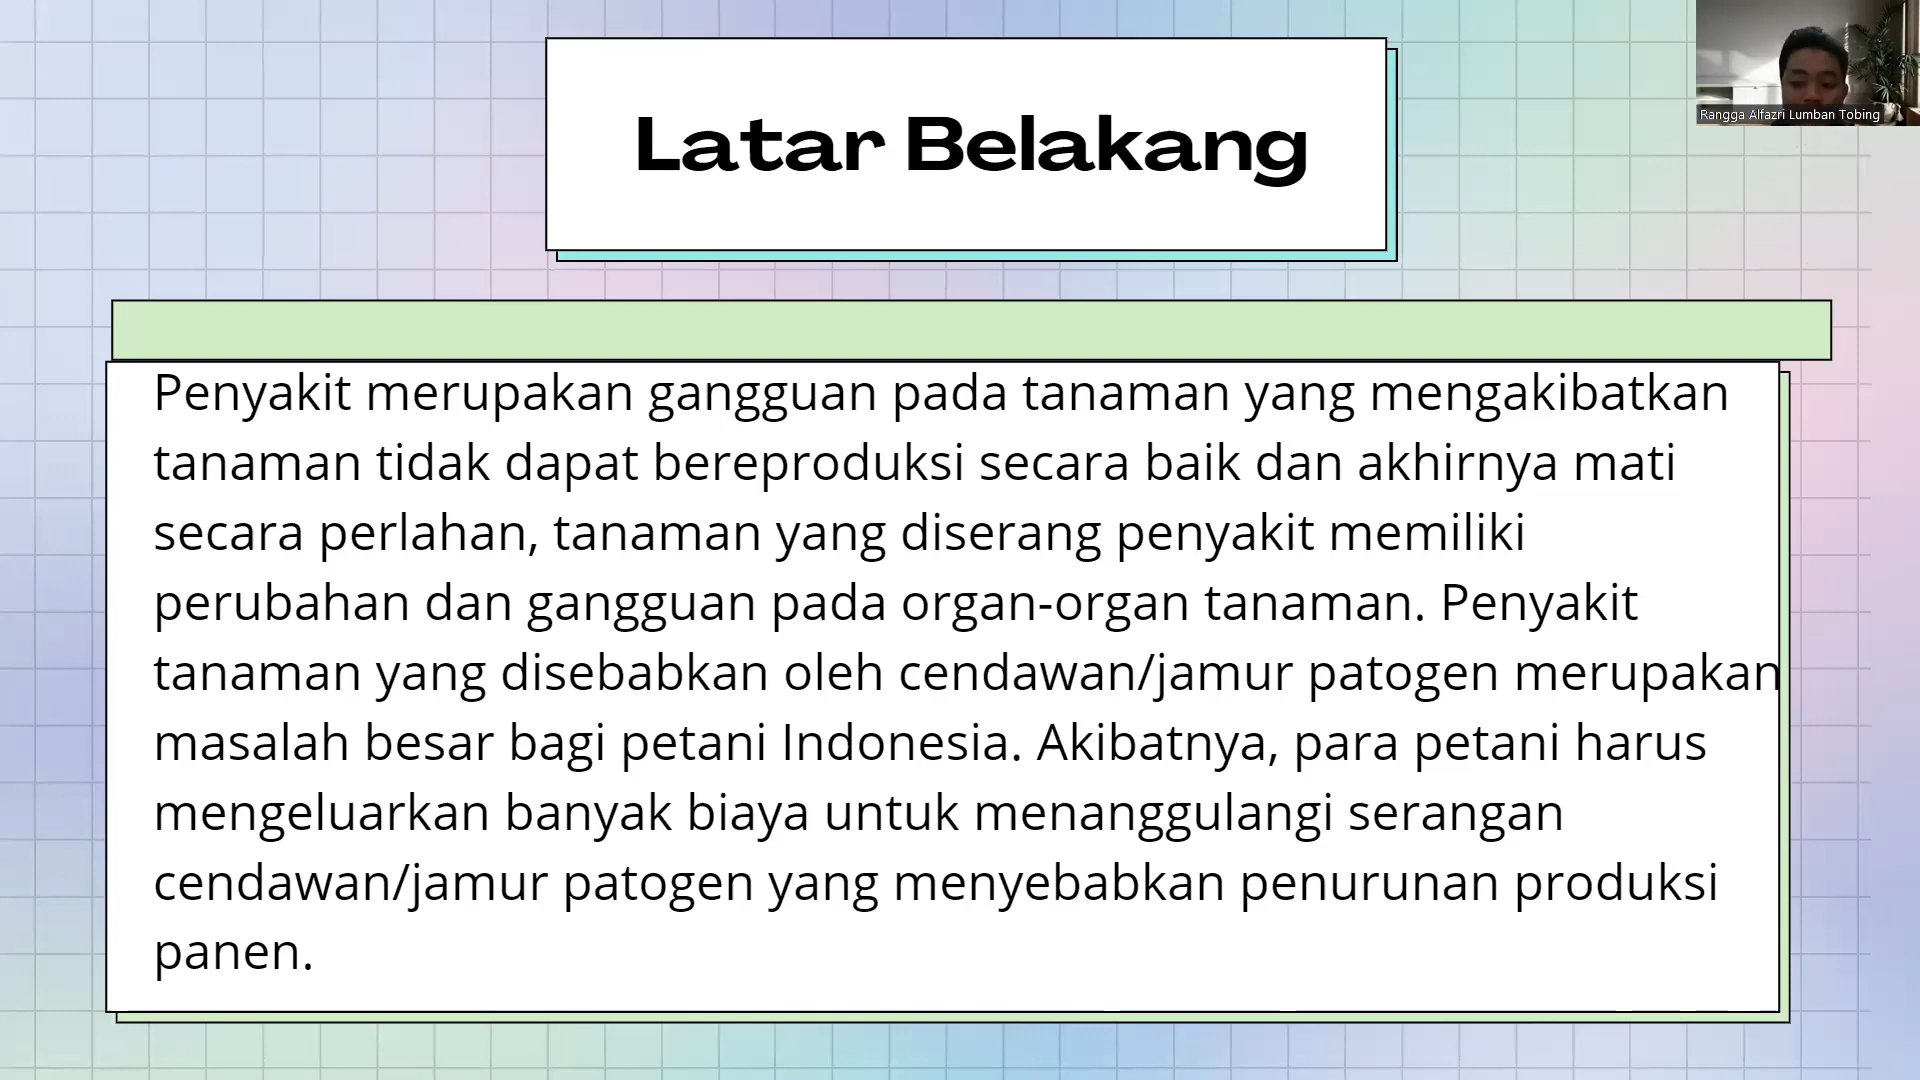 Latar Belakang
Rangga Alfazri Lumban Tobing
Penyakit merupakan gangguan pada tanaman yang mengakibatkan
tanaman tidak dapat bereproduksi secara baik dan akhirnya mati
secara perlahan, tanaman yang diserang penyakit memiliki
perubahan dan gangguan pada organ-organ tanaman. Penyakit
tanaman yang disebabkan oleh cendawan/jamur patogen merupakan
masalah besar bagi petani Indonesia. Akibatnya, para petani harus
mengeluarkan banyak biaya untuk menanggulangi serangan
cendawan/jamur patogen yang menyebabkan penurunan produksi
panen.